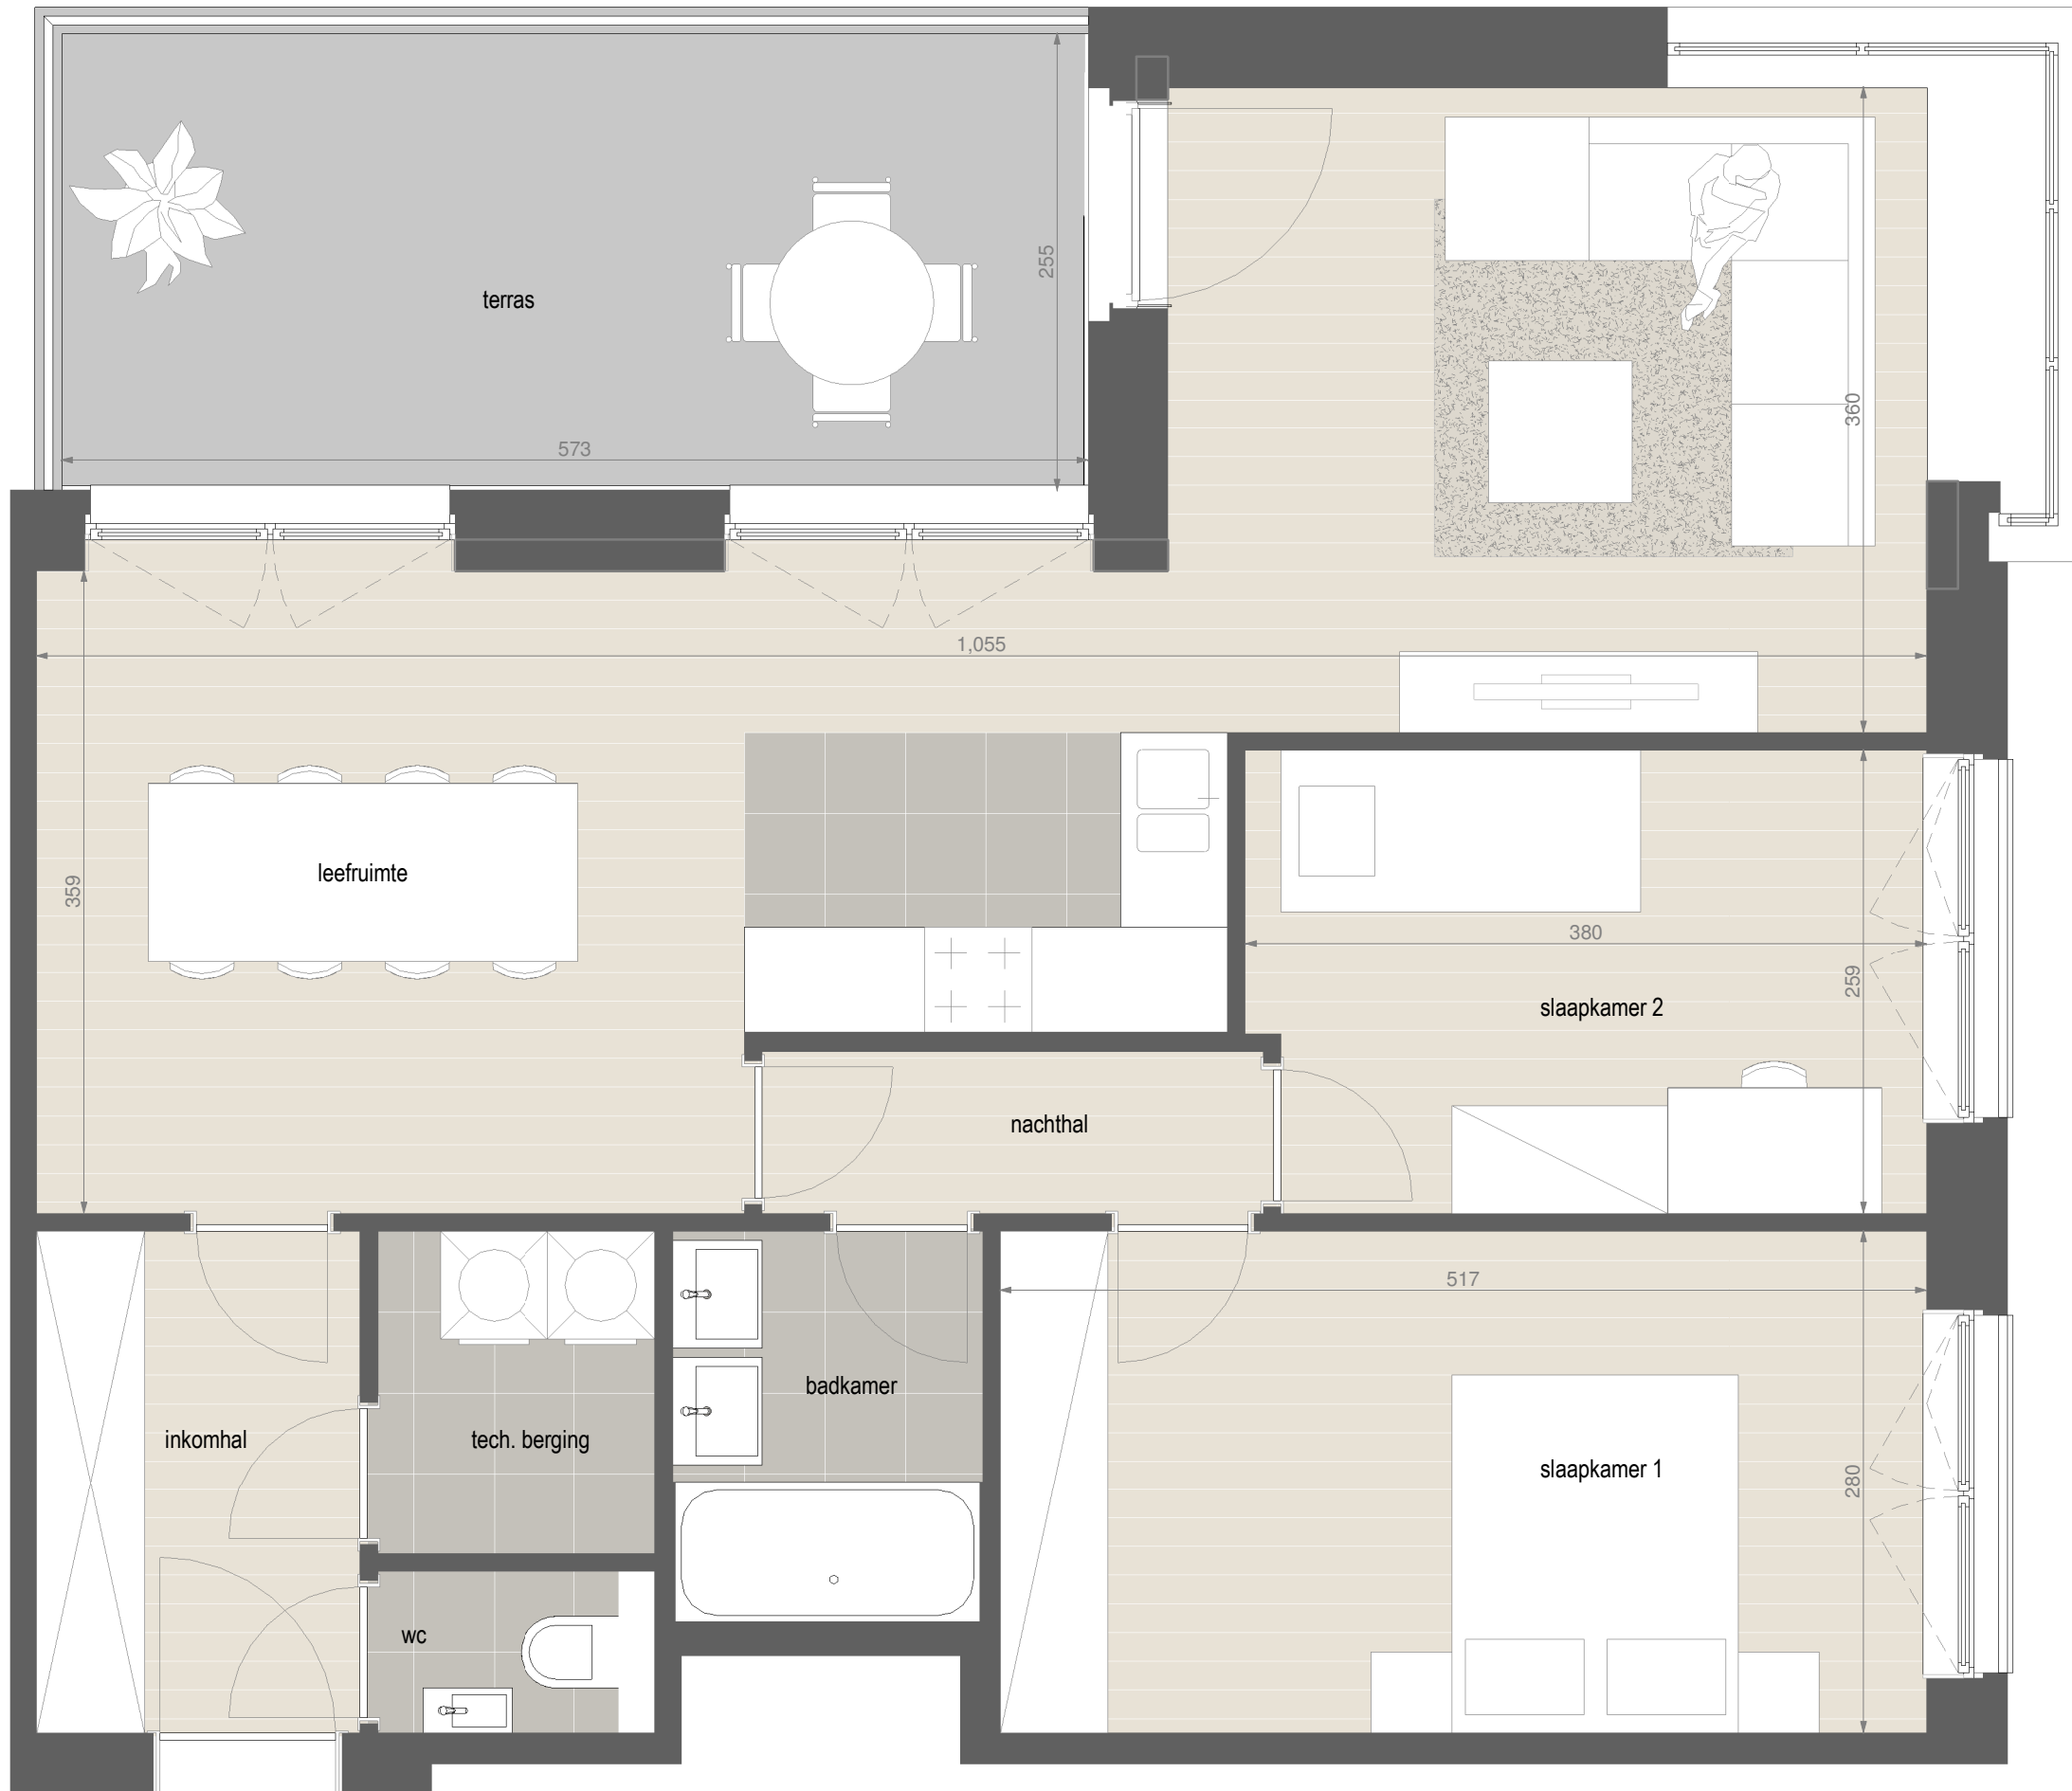 255
terras
360
573
1,055
leefruimte
359
380
259
slaapkamer 2
nachthal
517
badkamer
inkomhal
tech. berging
slaapkamer 1
280
wc